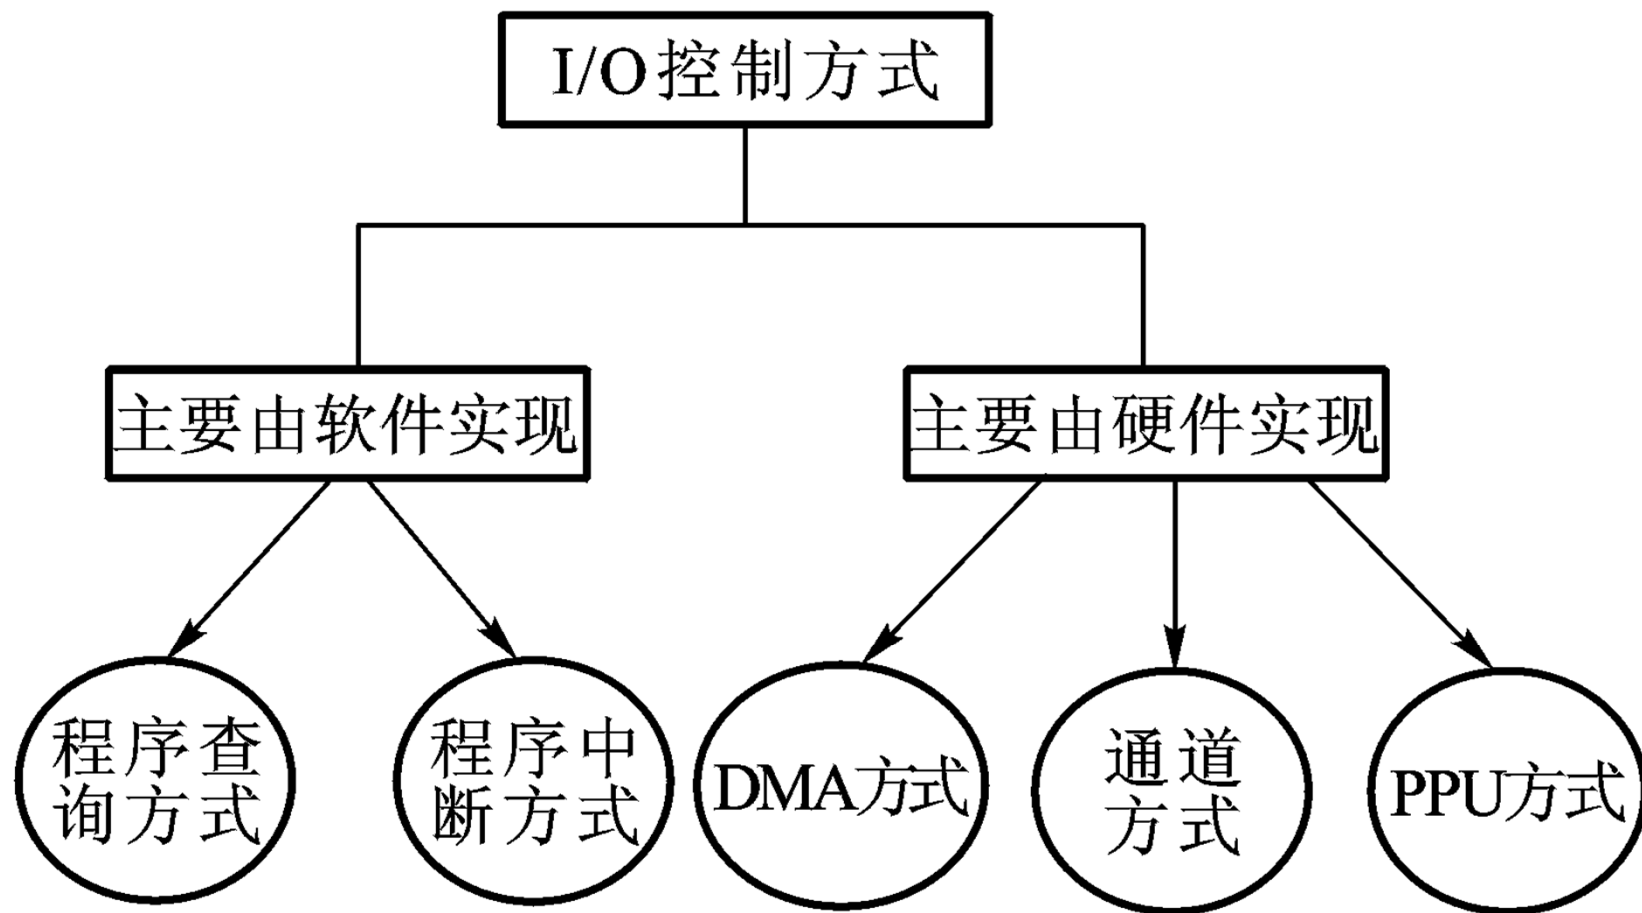 I/O控制方式
主要由软件实现
主要由硬件实现
程序查
询方式
程序中
断方式
DMA方式
通道
方式
PPU方式